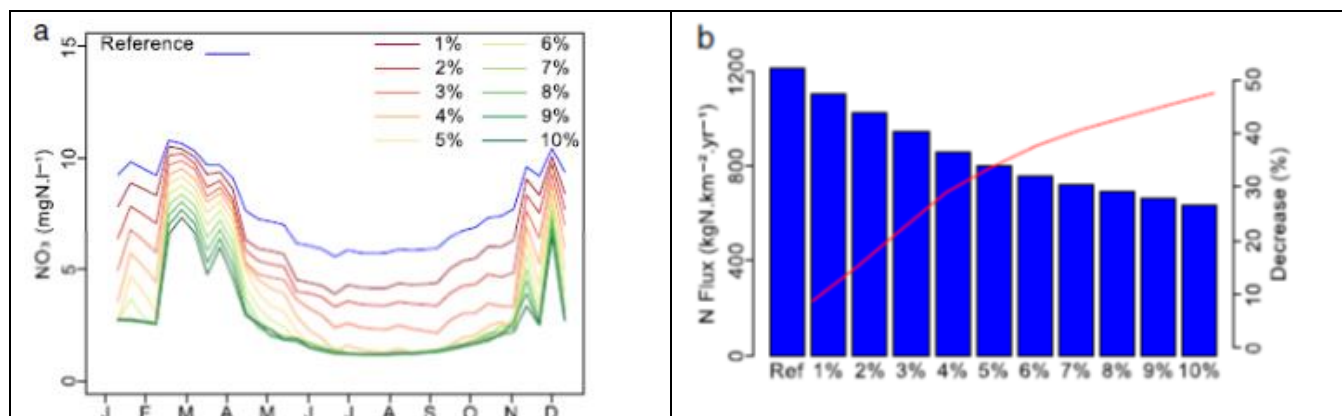 a
Reference
1% 6%
2% 7%
3% 8%
4% 9%
5% 10%
15
10
5
0
NO₃ (mgN.l⁻¹)
J F M A M J J A S O N D
b
N Flux (kgN.km⁻².yr⁻¹)
1200
800
400
0
50
40
30
20
10
0
Decrease (%)
Ref 1% 2% 3% 4% 5% 6% 7% 8% 9% 10%